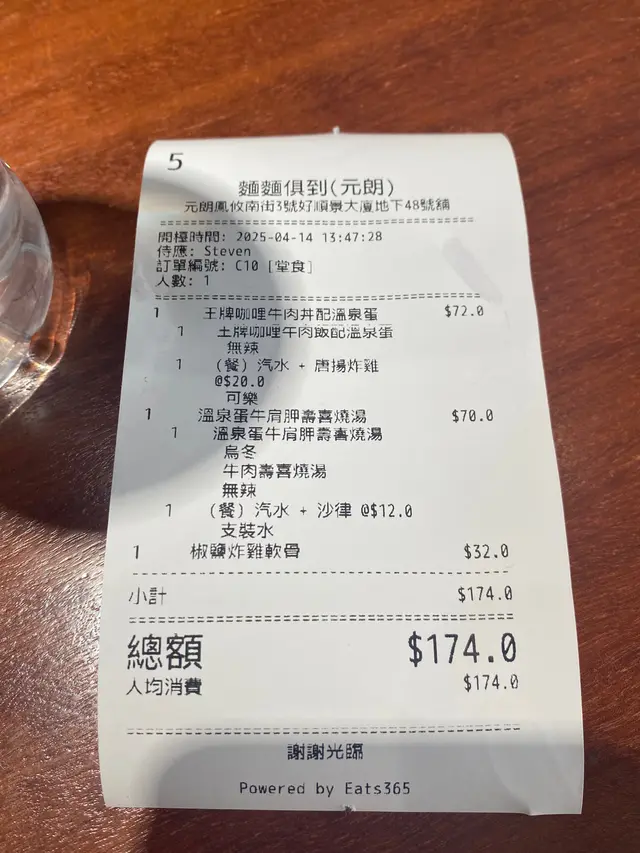 5
麵麵俱到(元朗)
元朗鳳攸南街3號好順景大廈地下48號舖
開檯時間: 2025-04-14 13:47:28
侍應: Steven
訂單編號: C10 [堂食]
人數: 1
1 王牌咖哩牛肉丼配溫泉蛋 $72.0
1 王牌咖哩牛肉飯配溫泉蛋
無辣
1 (餐) 汽水 + 唐揚炸雞
@$20.0
可樂
1 溫泉蛋牛肩胛壽喜燒湯 $70.0
1 溫泉蛋牛肩胛壽喜燒湯
烏冬
牛肉壽喜燒湯
無辣
1 (餐) 汽水 + 沙律 @$12.0
支裝水
1 椒鹽炸雞軟骨 $32.0
小計 $174.0
總額 $174.0
人均消費 $174.0
謝謝光臨
Powered by Eats365